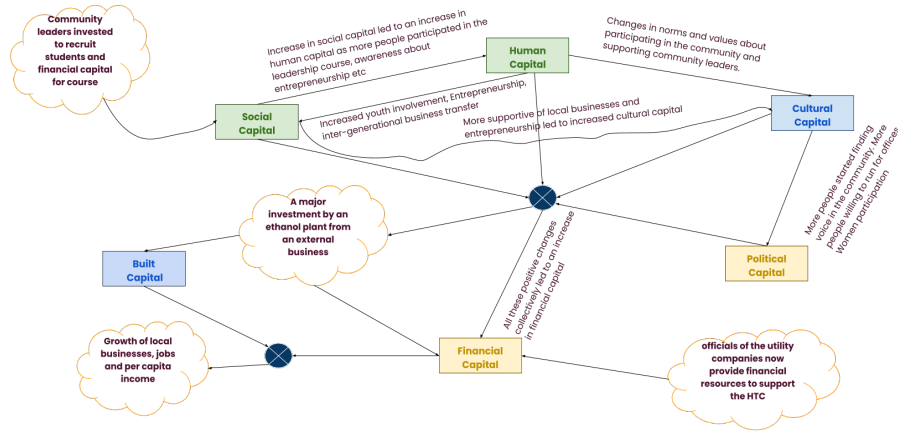 Community
leaders invested
to recruit
students and
financial capital
for course
Increase in social capital led to an increase in
human capital as more people participated in the
leadership course, awareness about
entrepreneurship etc
Human
Capital
Changes in norms and values about
participating in the community and
supporting community leaders.
Social
Capital
Increased youth involvement, Entrepreneurship,
inter-generational business transfer
More supportive of local businesses and
entrepreneurship led to increased cultural capital
Cultural
Capital
More people started finding
voice in the community. More
people willing to run for offices
Women participation
A major
investment by an
ethanol plant from
an external
business
All these positive changes
collectively led to an increase
in financial capital
Built
Capital
Political
Capital
Growth of local
businesses, jobs
and per capita
income
Financial
Capital
officials of the utility
companies now
provide financial
resources to support
the HTC